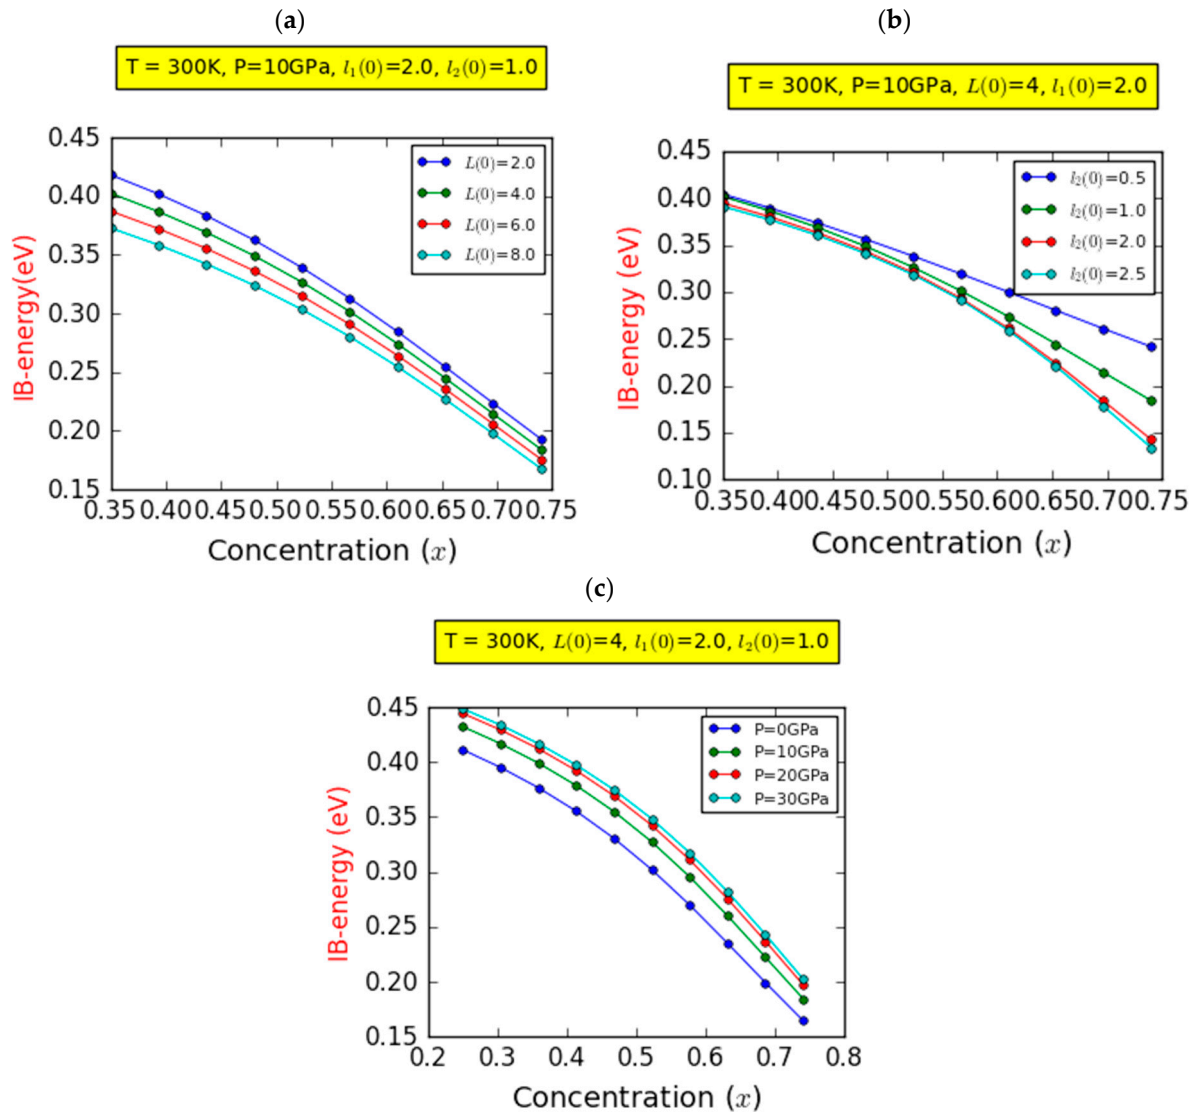 (a)
T = 300K, P=10GPa, l₁(0)=2.0, l₂(0)=1.0
0.45
0.40
0.35
0.30
0.25
0.20
0.15
IB-energy(eV)
L(0)=2.0
L(0)=4.0
L(0)=6.0
L(0)=8.0
0.35 0.40 0.45 0.50 0.55 0.60 0.65 0.70 0.75
Concentration (x)
(b)
T = 300K, P=10GPa, L(0)=4, l₁(0)=2.0
0.45
0.40
0.35
0.30
0.25
0.20
0.15
0.10
IB-energy (eV)
l₂(0)=0.5
l₂(0)=1.0
l₂(0)=2.0
l₂(0)=2.5
0.35 0.40 0.45 0.50 0.55 0.60 0.65 0.70 0.75
Concentration (x)
(c)
T = 300K, L(0)=4, l₁(0)=2.0, l₂(0)=1.0
0.45
0.40
0.35
0.30
0.25
0.20
0.15
IB-energy (eV)
P=0GPa
P=10GPa
P=20GPa
P=30GPa
0.2 0.3 0.4 0.5 0.6 0.7 0.8
Concentration (x)